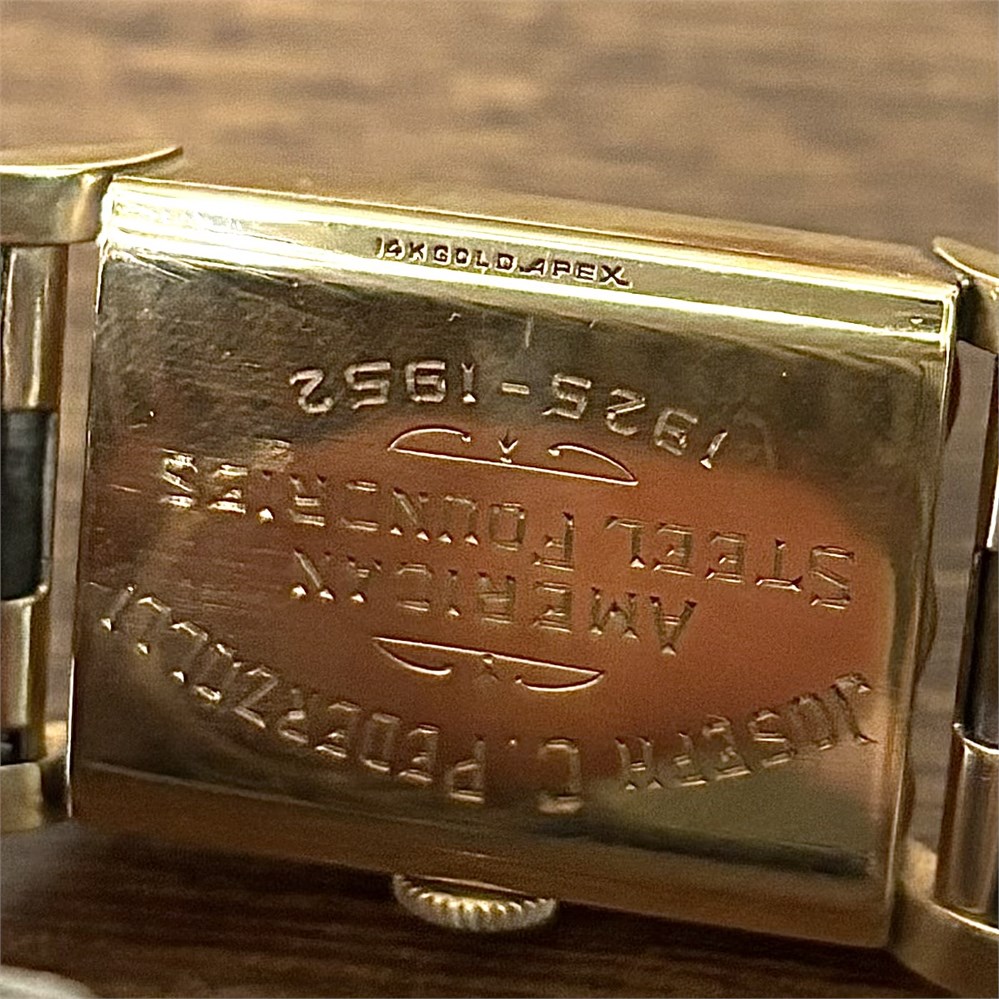 14K GOLD APEX
JOSEPH C. PEDERZOLLI
AMERICAN
STEEL FOUNDRIES
1925-1952